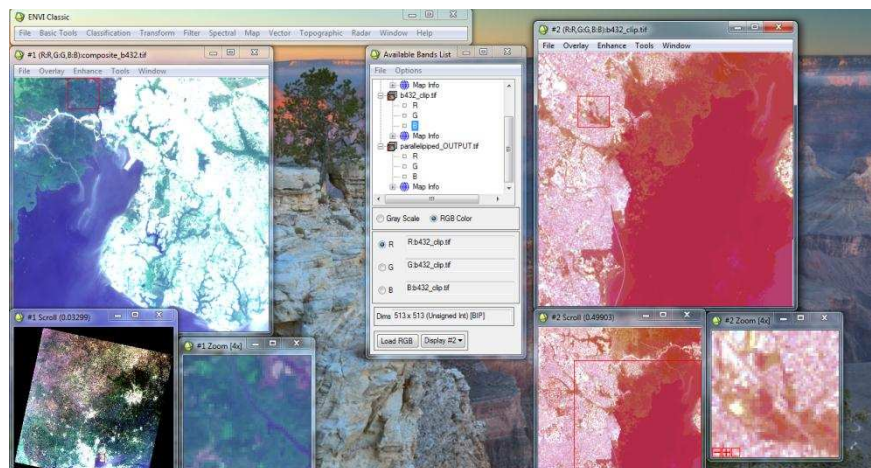 ENVI Classic
File Basic Tools Classification Transform Filter Spectral Map Vector Topographic Radar Window Help
#1 (R:R,G:G,B:B):composite_b432.tif
File Overlay Enhance Tools Window
Available Bands List
File Options
Map Info
b432_clip.tif
R
G
B
Map Info
parallelipiped_OUTPUT.tif
R
G
B
Map Info
Gray Scale RGB Color
R R:b432_clip.tif
G G:b432_clip.tif
B B:b432_clip.tif
Dims 513 x 513 (Unsigned Int) [BIP]
Load RGB Display #2
#2 (R:R,G:G,B:B):b432_clip.tif
File Overlay Enhance Tools Window
#1 Scroll (0.03299)
#1 Zoom [4x]
#2 Scroll (0.49903)
#2 Zoom [4x]